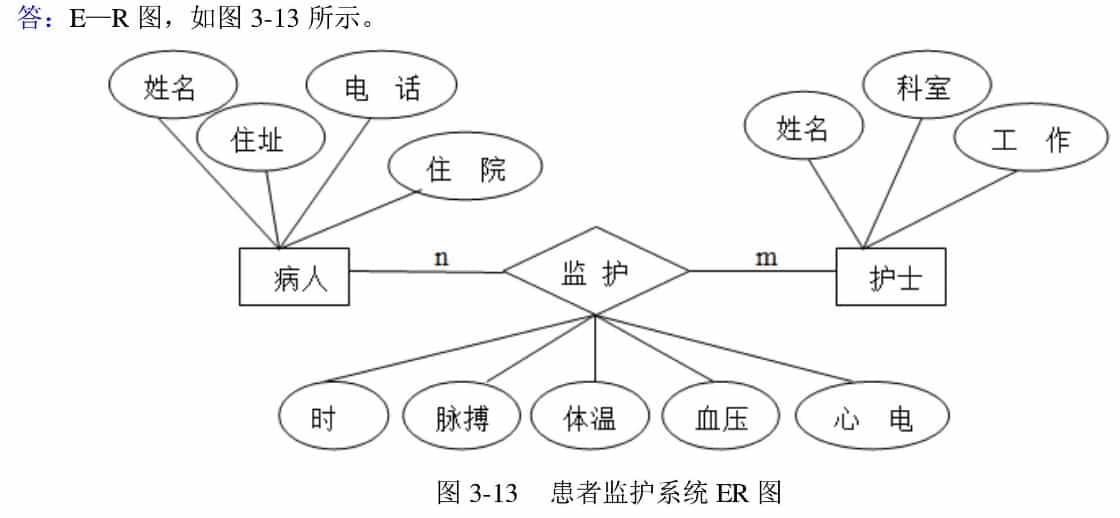 答：E—R 图，如图 3-13 所示。
姓名
电 话
科室
住址
姓名
工 作
住 院
n
m
病人
监 护
护士
时
脉搏
体温
血压
心 电
图 3-13 患者监护系统 ER 图